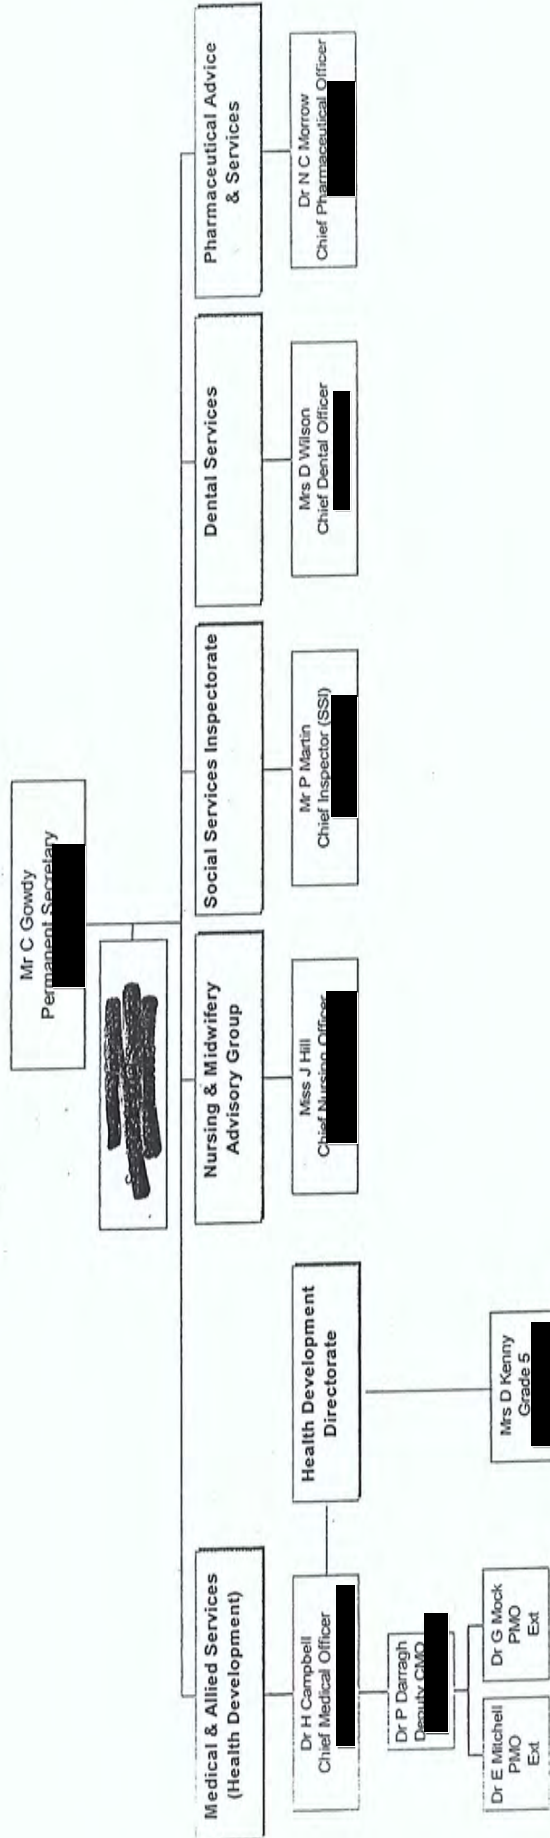 Mr C Gowdy
Permanent Secretary
Medical & Allied Services
(Health Development)
Nursing & Midwifery
Advisory Group
Social Services Inspectorate
Dental Services
Pharmaceutical Advice
& Services
Dr H Campbell
Chief Medical Officer
Health Development
Directorate
Miss J Hill
Chief Nursing Officer
Mr P Martin
Chief Inspector (SSI)
Mrs D Wilson
Chief Dental Officer
Dr N C Morrow
Chief Pharmaceutical Officer
Dr P Darragh
Deputy CMO
Dr E Mitchell
PMO
Ext
Dr G Mock
PMO
Ext
Mrs D Kenny
Grade 5